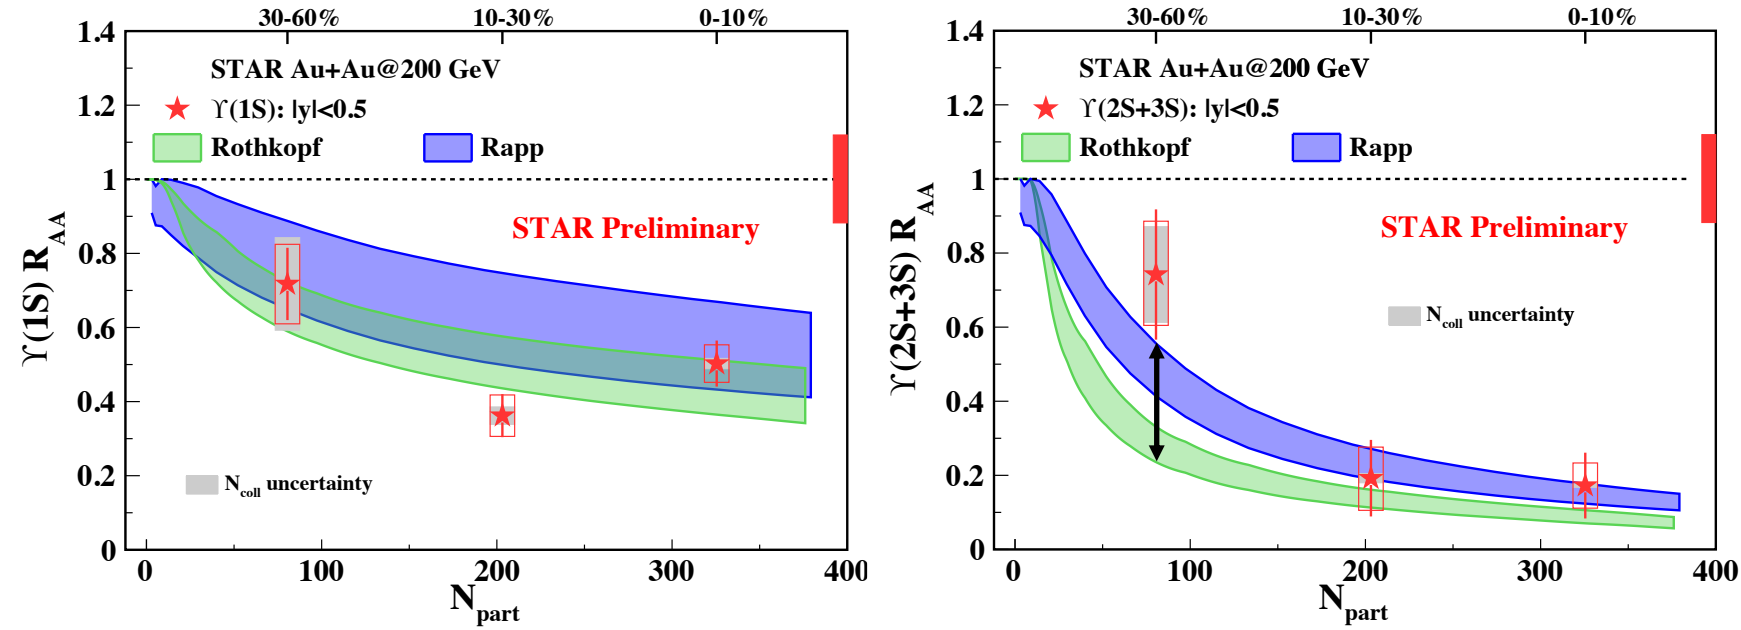 30-60% 10-30% 0-10%
1.4
STAR Au+Au@200 GeV
1.2
ϒ(1S): |y|<0.5
Rothkopf Rapp
1
STAR Preliminary
0.8
0.6
0.4
0.2
N_coll uncertainty
0
0 100 200 300 400
N_part
ϒ(1S) R_AA
30-60% 10-30% 0-10%
1.4
STAR Au+Au@200 GeV
1.2
ϒ(2S+3S): |y|<0.5
Rothkopf Rapp
1
STAR Preliminary
0.8
N_coll uncertainty
0.6
0.4
0.2
0
0 100 200 300 400
N_part
ϒ(2S+3S) R_AA